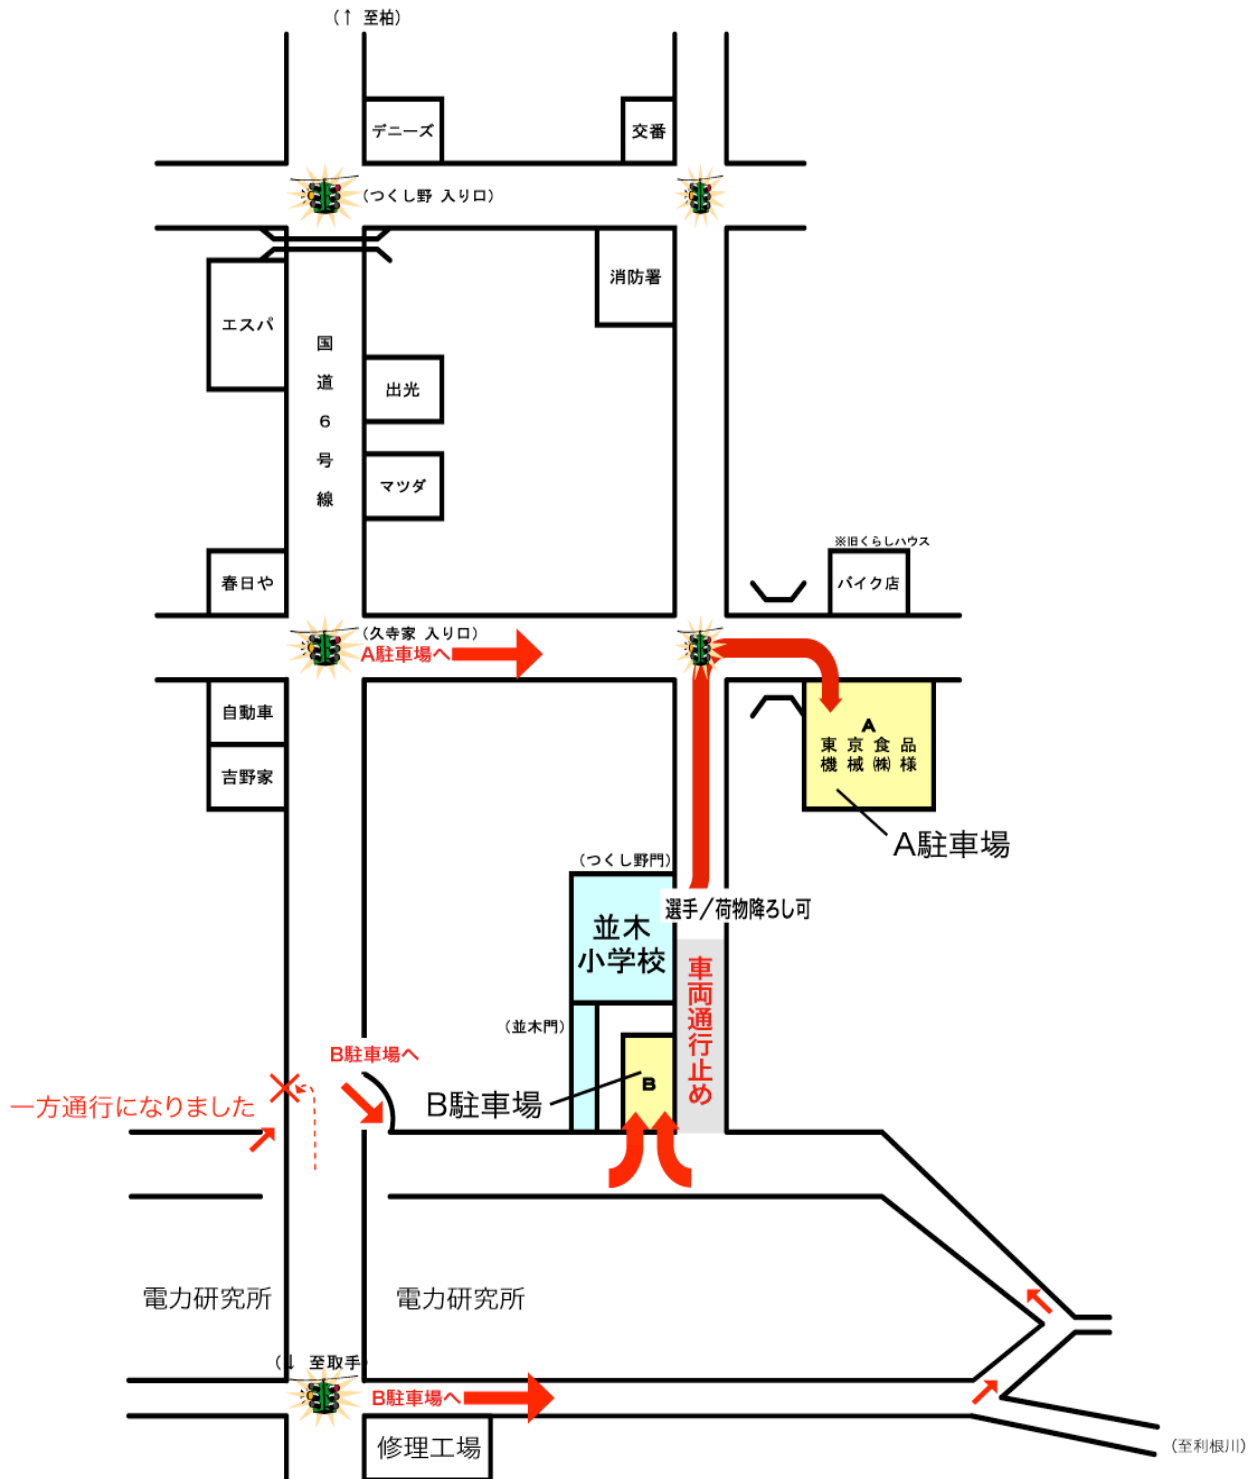 (↑ 至柏)
デニーズ
交番
(つくし野 入り口)
消防署
エスパ
国道6号線
出光
マツダ
※旧くらしハウス
春日や
バイク店
(久寺家 入り口)
A駐車場へ
自動車
A
東京食品
機械㈱様
吉野家
A駐車場
(つくし野門)
選手／荷物降ろし可
並木
小学校
車両通行止め
(並木門)
B駐車場へ
B
B駐車場
一方通行になりました
電力研究所
電力研究所
(↓ 至取手)
B駐車場へ
修理工場
(至利根川)